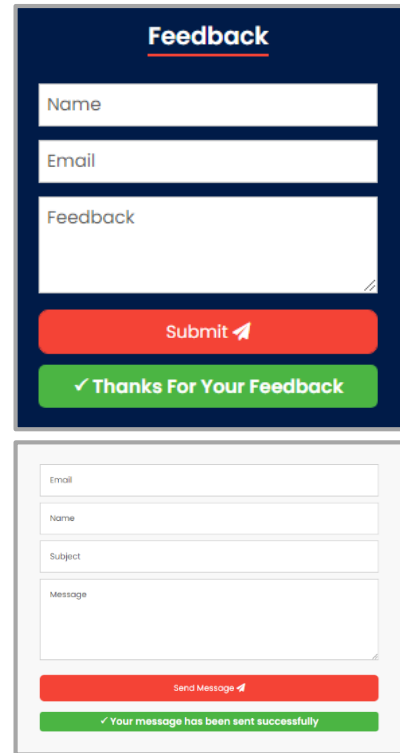 Feedback
Name
Email
Feedback
Submit
✓ Thanks For Your Feedback
Email
Name
Subject
Message
Send Message
✓ Your message has been sent successfully